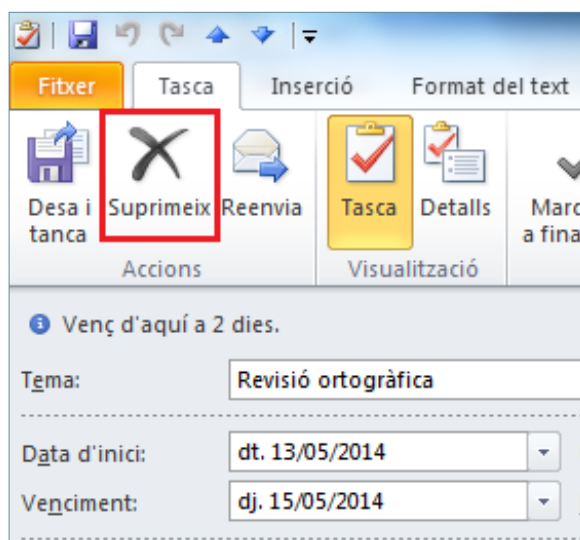 Fitxer Tasca Inserció Format del text
Desa i tanca Suprimeix Reenvia Tasca Detalls
Accions Visualització
Venç d'aquí a 2 dies.
Tema: Revisió ortogràfica
Data d'inici: dt. 13/05/2014
Venciment: dj. 15/05/2014